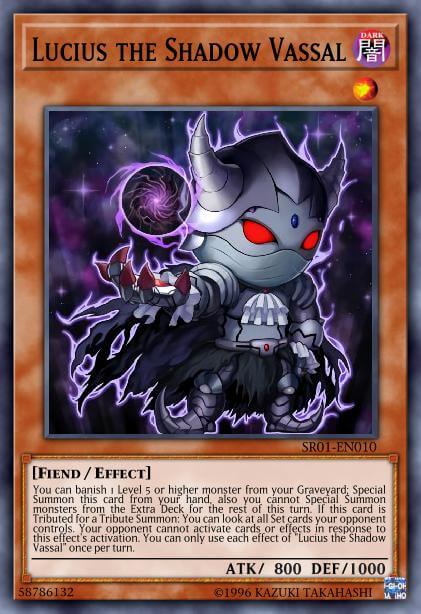 LUCIUS THE SHADOW VASSAL
DARK
闇
SR01-EN010
[FIEND / EFFECT]
You can banish 1 Level 5 or higher monster from your Graveyard; Special
Summon this card from your hand, also you cannot Special Summon
monsters from the Extra Deck for the rest of this turn. If this card is
Tributed for a Tribute Summon: You can look at all Set cards your opponent
controls. Your opponent cannot activate cards or effects in response to
this effect's activation. You can only use each effect of "Lucius the Shadow
Vassal" once per turn.
ATK/ 800 DEF/1000
58786132
©1996 KAZUKI TAKAHASHI